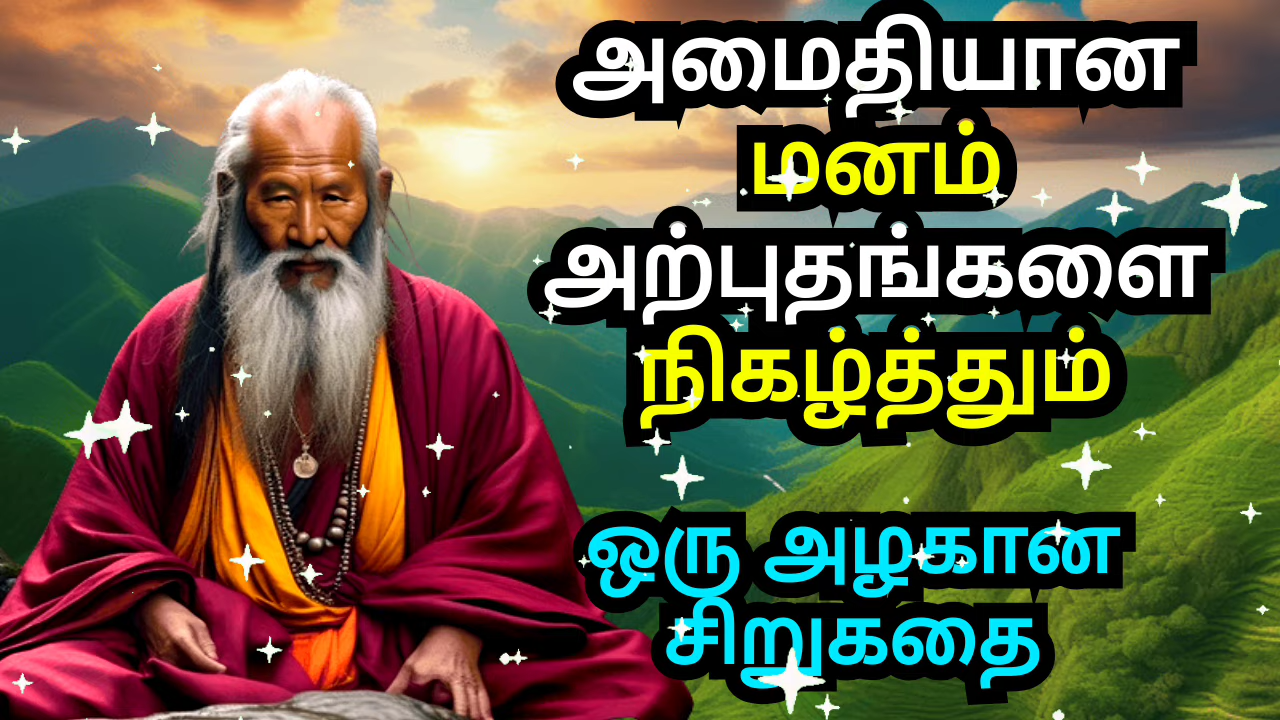 அமைதியான
மனம்
அற்புதங்களை
நிகழ்த்தும்
ஒரு அழகான
சிறுகதை